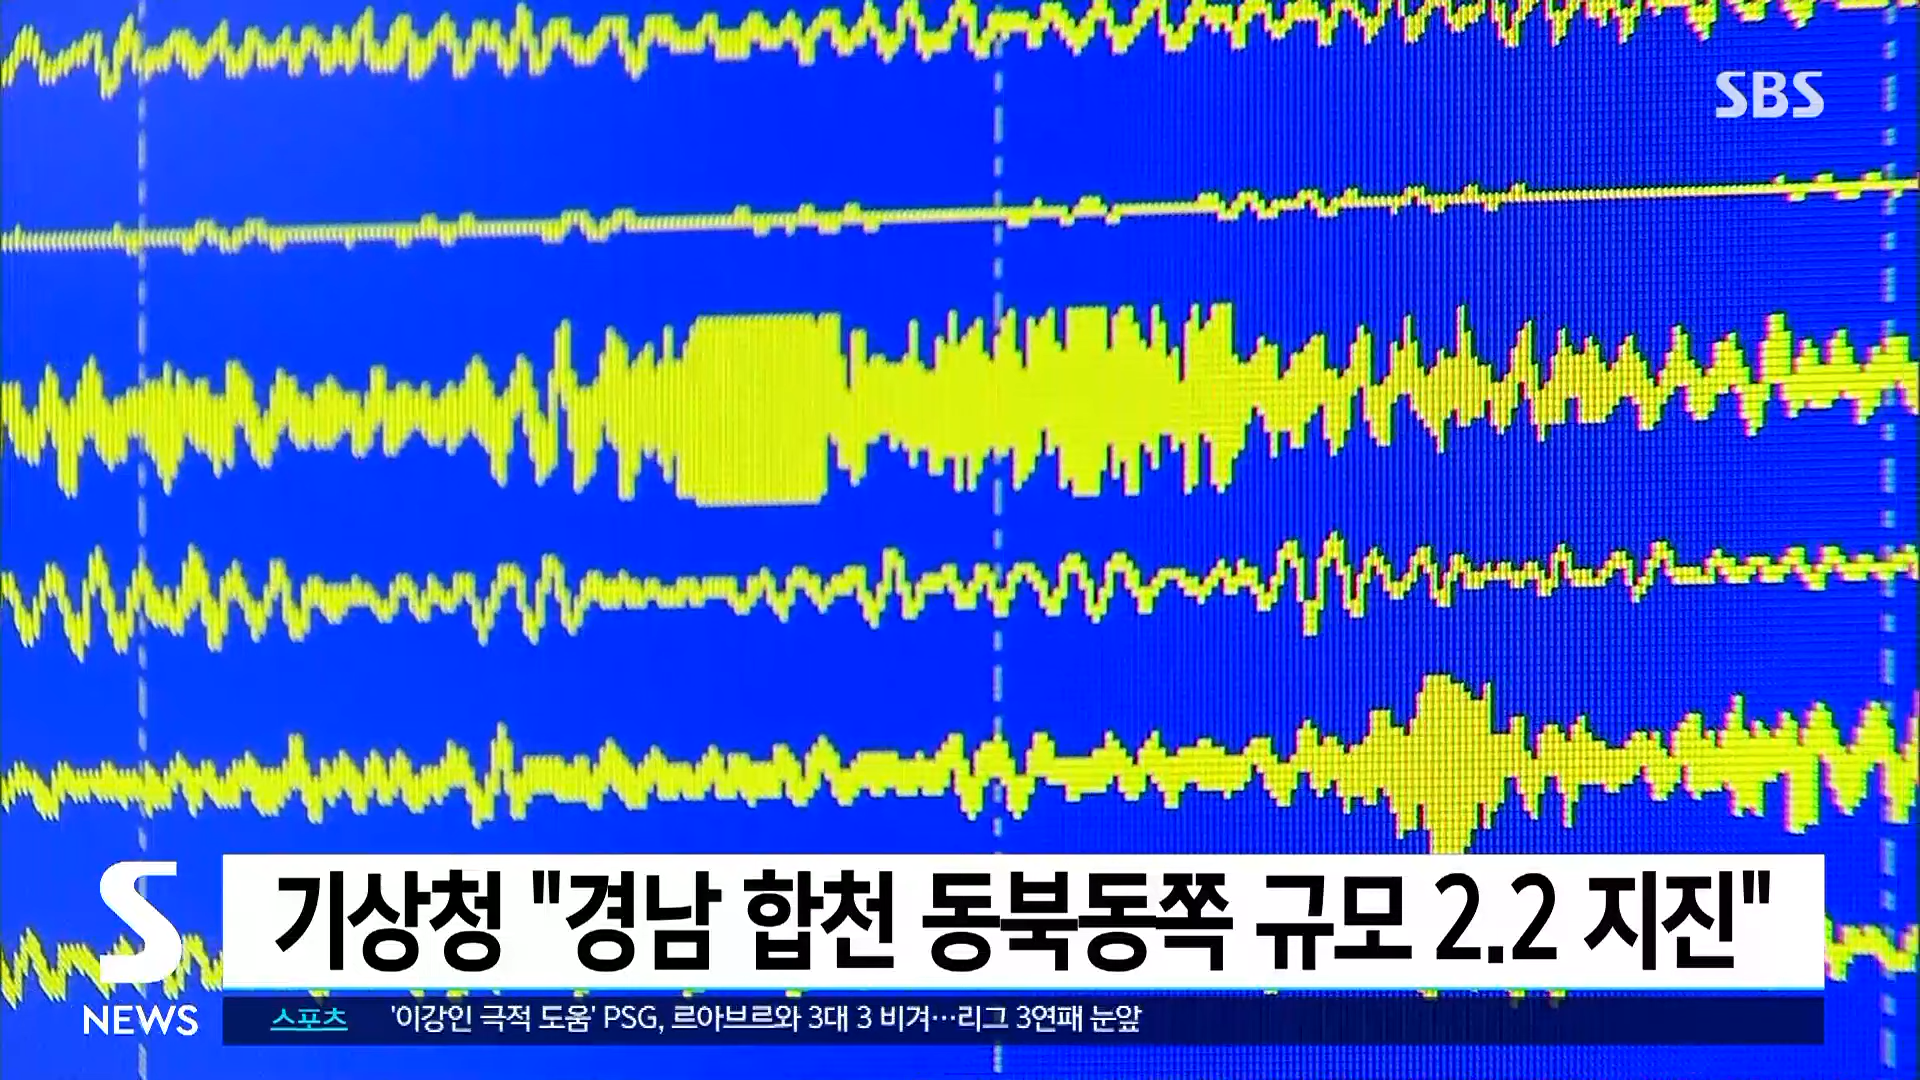 SBS
기상청 "경남 합천 동북동쪽 규모 2.2 지진"
S
NEWS
스포츠 '이강인 극적 도움' PSG, 르아브르와 3대 3 비겨…리그 3연패 눈앞